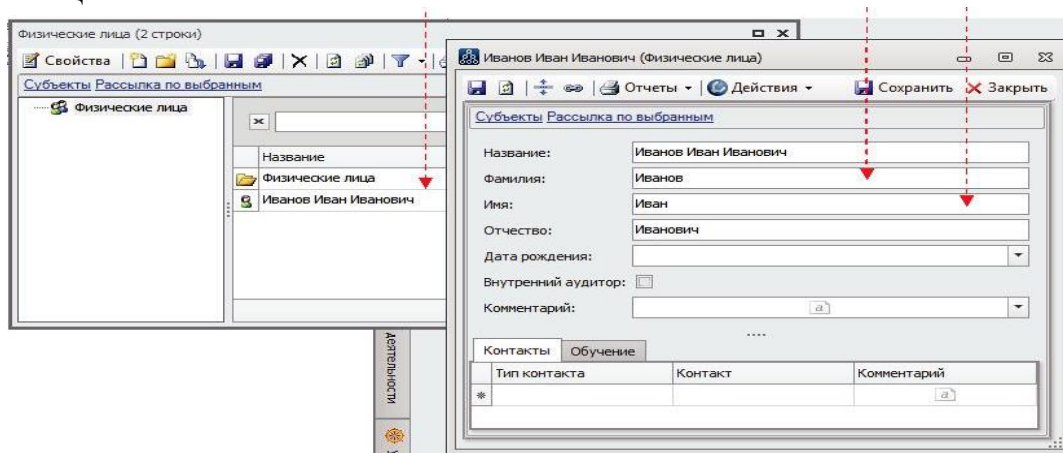 Физические лица (2 строки)
Свойства
Субъекты Рассылка по выбранным
Физические лица
Название
Физические лица
Иванов Иван Иванович
Иванов Иван Иванович (Физические лица)
Отчеты Действия Сохранить Закрыть
Субъекты Рассылка по выбранным
Название: Иванов Иван Иванович
Фамилия: Иванов
Имя: Иван
Отчество: Иванович
Дата рождения:
Внутренний аудитор:
Комментарий: a
Контакты Обучение
Тип контакта Контакт Комментарий
a
деятельности